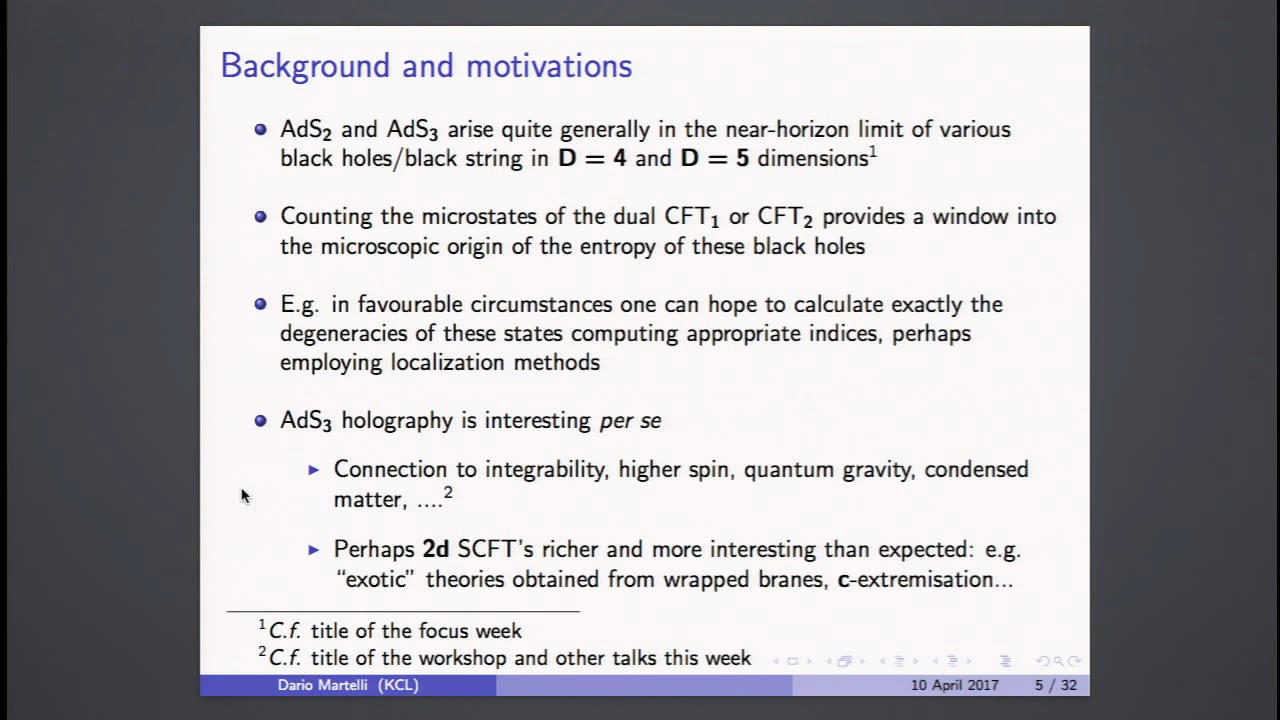 Background and motivations
AdS₂ and AdS₃ arise quite generally in the near-horizon limit of various
black holes/black string in D = 4 and D = 5 dimensions¹
Counting the microstates of the dual CFT₁ or CFT₂ provides a window into
the microscopic origin of the entropy of these black holes
E.g. in favourable circumstances one can hope to calculate exactly the
degeneracies of these states computing appropriate indices, perhaps
employing localization methods
AdS₃ holography is interesting per se
Connection to integrability, higher spin, quantum gravity, condensed
matter, ....²
Perhaps 2d SCFT's richer and more interesting than expected: e.g.
“exotic” theories obtained from wrapped branes, c-extremisation...
¹C.f. title of the focus week
²C.f. title of the workshop and other talks this week
Dario Martelli (KCL) 10 April 2017 5 / 32